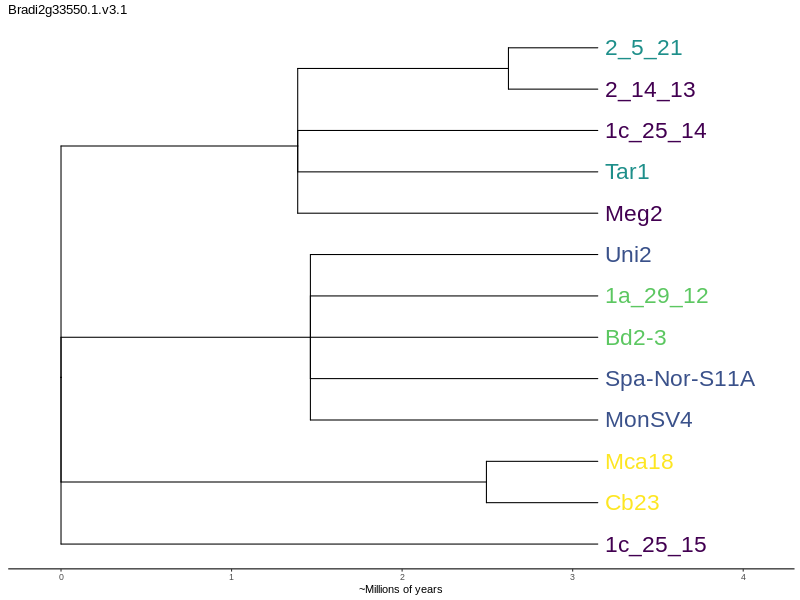 Bradi2g33550.1.v3.1
2_5_21
2_14_13
1c_25_14
Tar1
Meg2
Uni2
1a_29_12
Bd2-3
Spa-Nor-S11A
MonSV4
Mca18
Cb23
1c_25_15
0 1 2 3 4
~Millions of years